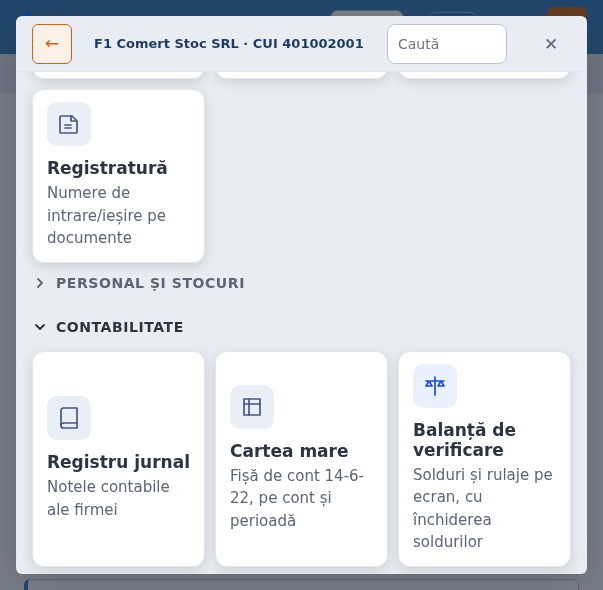 F1 Comert Stoc SRL · CUI 401002001
Caută
Registratură
Numere de
intrare/ieșire pe
documente
PERSONAL ȘI STOCURI
CONTABILITATE
Registru jurnal
Notele contabile
ale firmei
Cartea mare
Fișă de cont 14-6-
22, pe cont și
perioadă
Balanță de
verificare
Solduri și rulaje pe
ecran, cu
închiderea
soldurilor